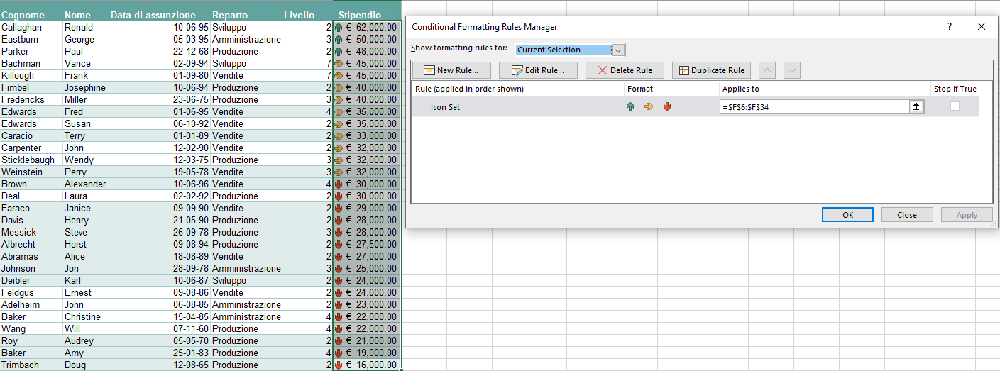 Cognome Nome Data di assunzione Reparto Livello Stipendio
Callaghan Ronald 10-06-95 Sviluppo 2 € 62,000.00
Eastburn George 05-03-95 Amministrazione 3 € 50,000.00
Parker Paul 22-12-68 Produzione 2 € 48,000.00
Bachman Vance 02-09-94 Sviluppo 7 € 45,000.00
Killough Frank 01-09-80 Vendite 7 € 45,000.00
Fimbel Josephine 10-06-94 Produzione 2 € 40,000.00
Fredericks Miller 23-06-75 Produzione 3 € 40,000.00
Edwards Fred 01-06-95 Vendite 4 € 35,000.00
Edwards Susan 06-10-92 Vendite 2 € 35,000.00
Caracio Terry 01-01-89 Vendite 2 € 33,000.00
Carpenter John 12-02-90 Vendite 2 € 32,000.00
Sticklebaugh Wendy 12-03-75 Produzione 3 € 32,000.00
Weinstein Perry 19-05-78 Vendite 3 € 32,000.00
Brown Alexander 10-06-96 Vendite 4 € 30,000.00
Deal Laura 02-02-92 Produzione 2 € 30,000.00
Faraco Janice 09-09-90 Vendite 2 € 29,000.00
Davis Henry 21-05-90 Produzione 2 € 28,000.00
Messick Steve 26-09-78 Produzione 3 € 28,000.00
Albrecht Horst 09-08-94 Produzione 2 € 27,500.00
Abramas Alice 18-08-89 Vendite 2 € 27,000.00
Johnson Jon 28-09-78 Amministrazione 3 € 25,000.00
Deibler Karl 10-06-87 Sviluppo 2 € 24,000.00
Feldgus Ernest 09-08-86 Vendite 2 € 24,000.00
Adelheim John 06-08-85 Amministrazione 2 € 23,000.00
Baker Christine 15-04-85 Amministrazione 4 € 22,000.00
Wang Will 07-11-60 Produzione 4 € 22,000.00
Roy Audrey 05-05-70 Produzione 2 € 21,000.00
Baker Amy 25-01-83 Produzione 4 € 19,000.00
Trimbach Doug 12-08-65 Produzione 2 € 16,000.00
Conditional Formatting Rules Manager ?
Show formatting rules for: Current Selection
New Rule... Edit Rule... Delete Rule Duplicate Rule
Rule (applied in order shown) Format Applies to Stop If True
Icon Set =$F$6:$F$34
OK Close Apply